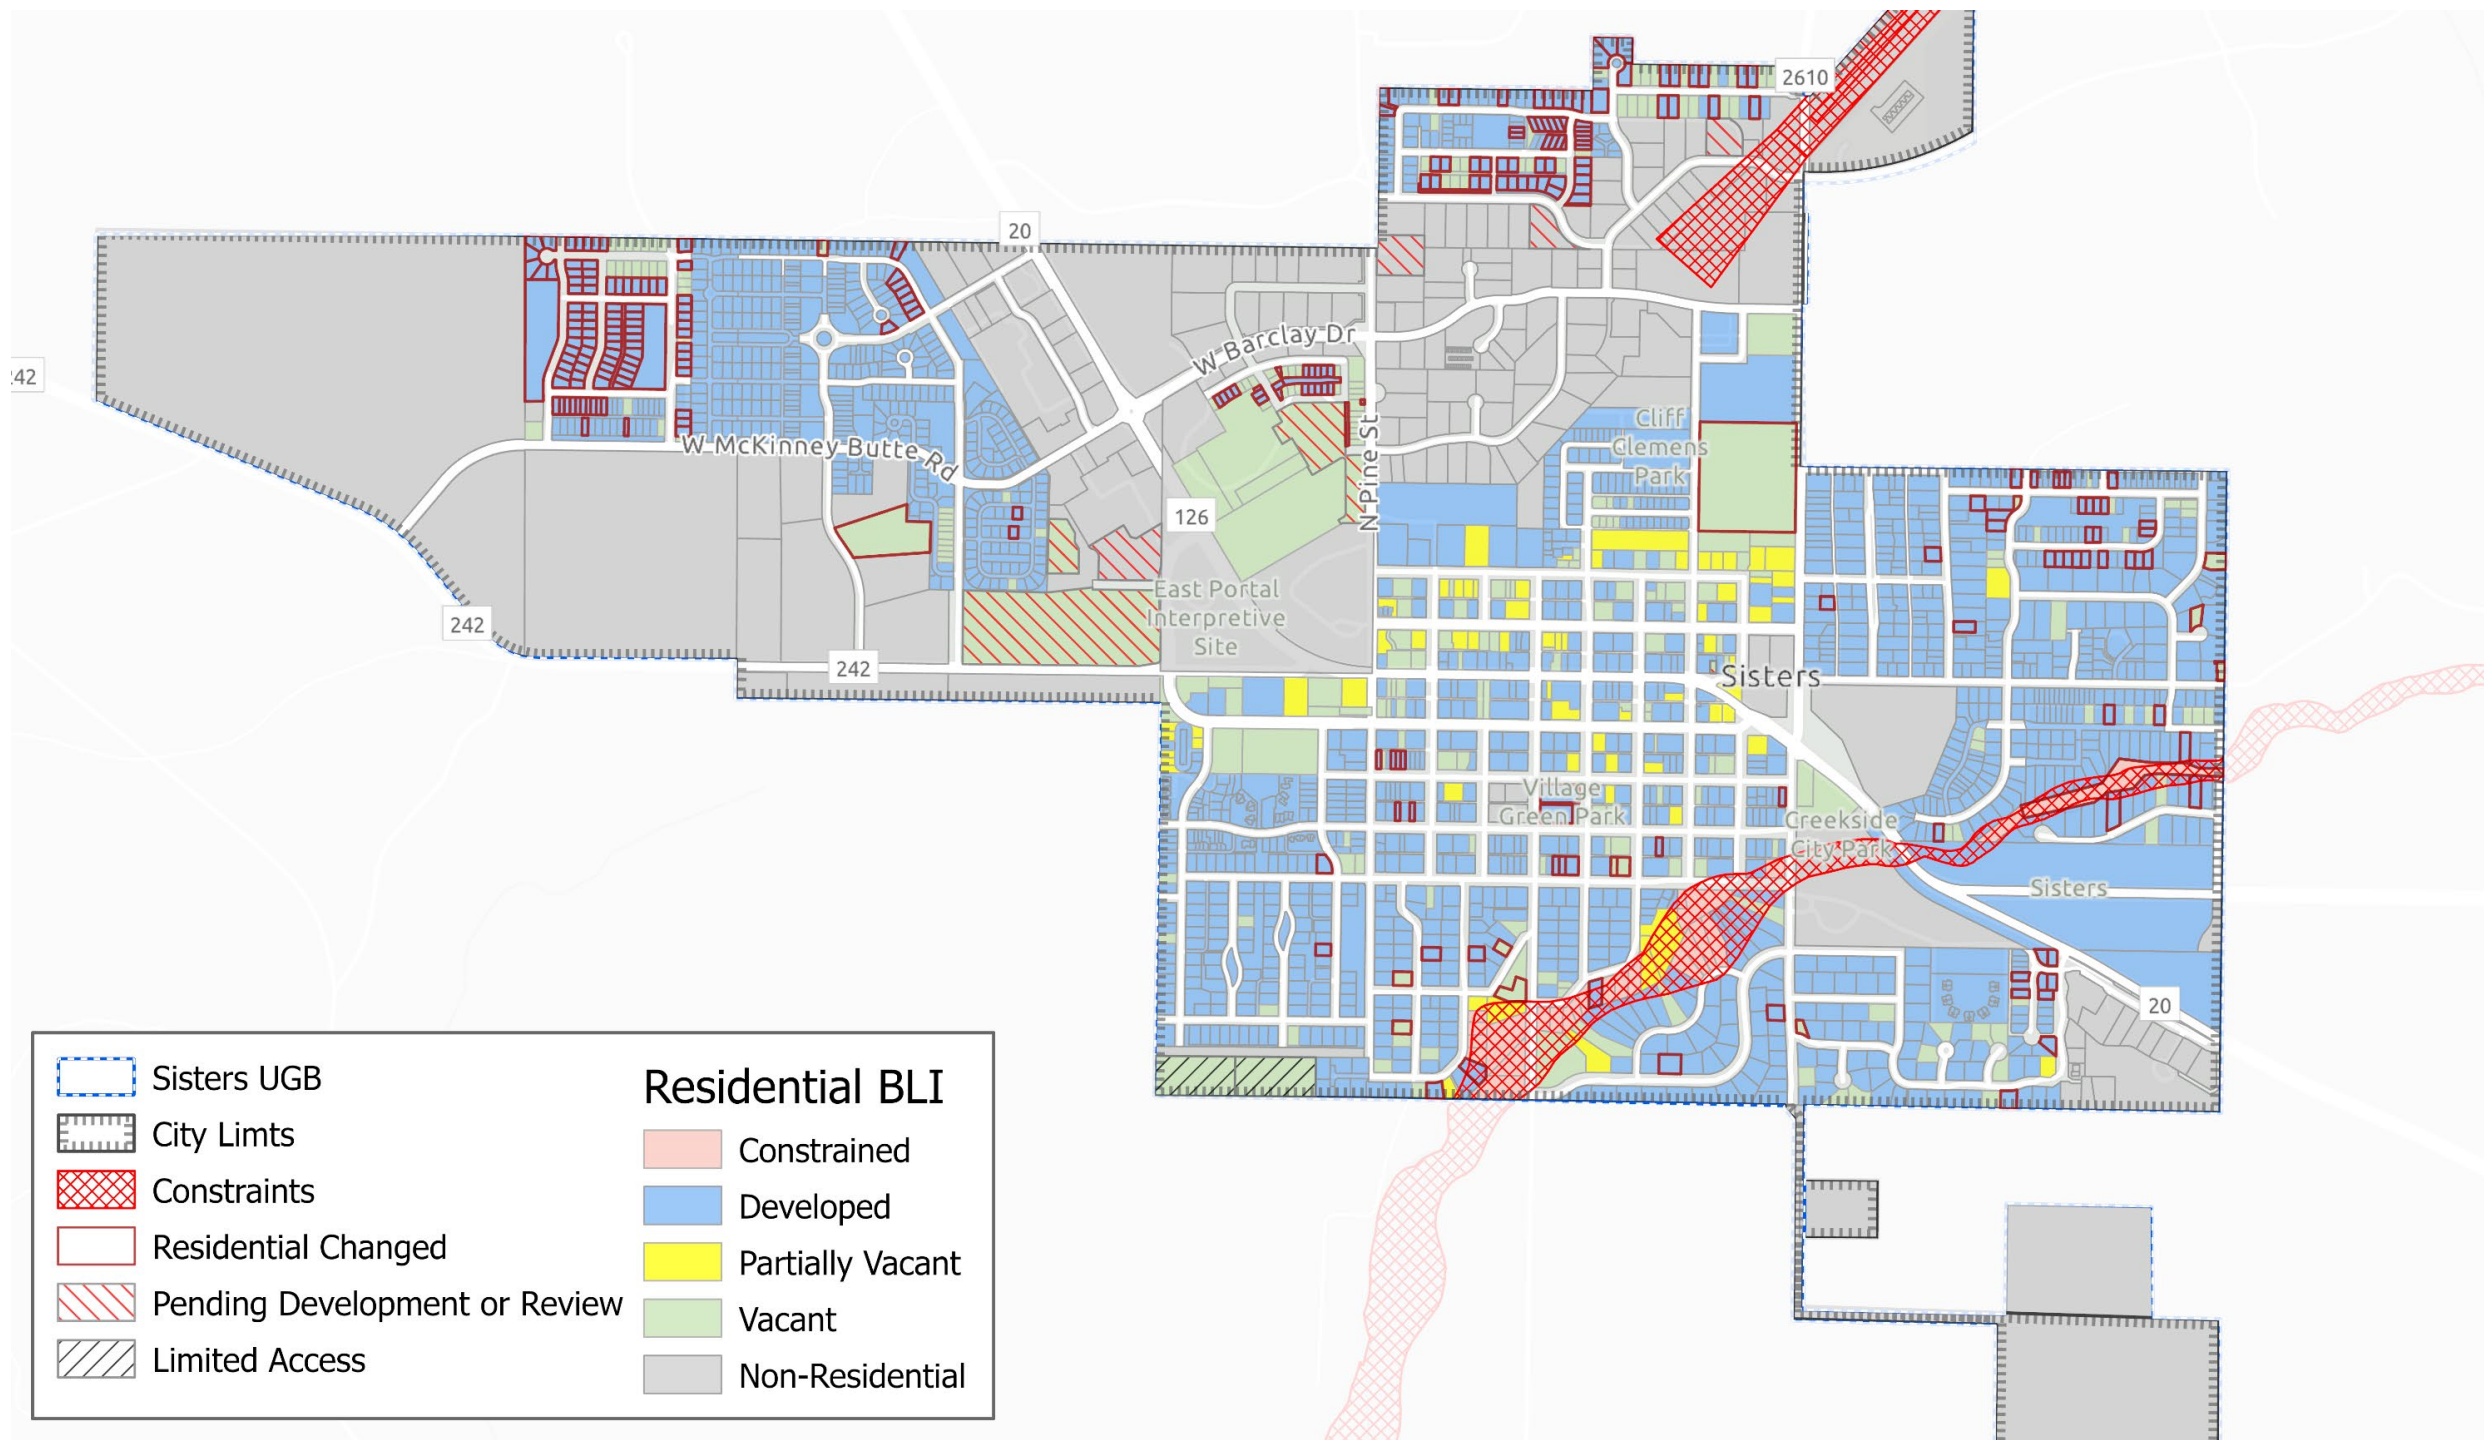 2610
20
W Barclay Dr
242
Cliff
Clemens
Park
W McKinney Butte Rd
N Pine St
126
East Portal
Interpretive
Site
242
242
Sisters
Village
Green Park
Creekside
City Park
Sisters
20
Sisters UGB
City Limts
Constraints
Residential Changed
Pending Development or Review
Limited Access
Residential BLI
Constrained
Developed
Partially Vacant
Vacant
Non-Residential